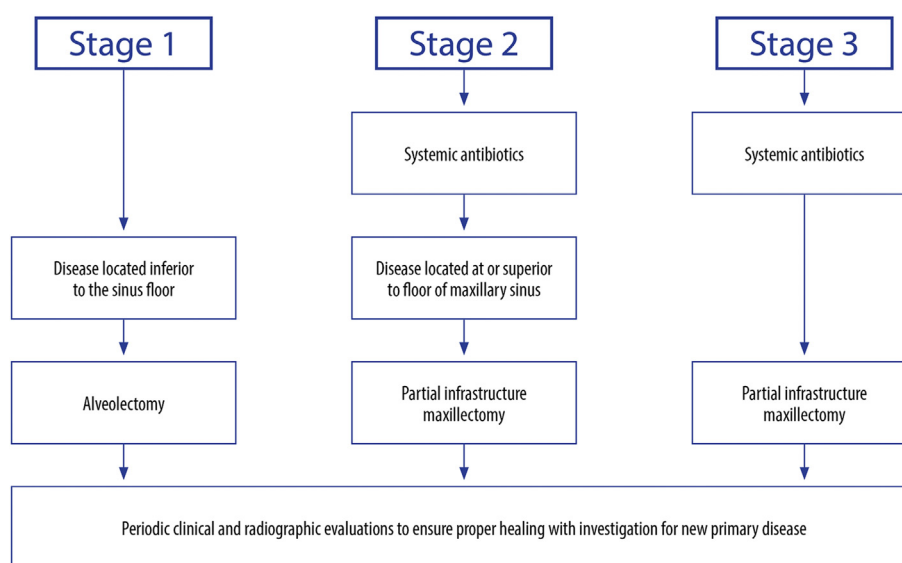 Stage 1
Stage 2
Stage 3
Systemic antibiotics
Systemic antibiotics
Disease located inferior
to the sinus floor
Disease located at or superior
to floor of maxillary sinus
Alveolectomy
Partial infrastructure
maxillectomy
Partial infrastructure
maxillectomy
Periodic clinical and radiographic evaluations to ensure proper healing with investigation for new primary disease